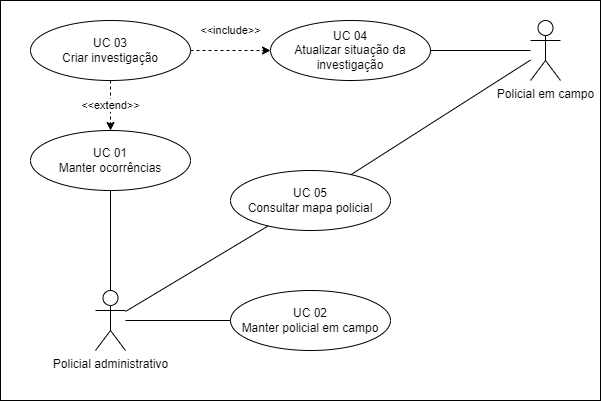 <<include>>
UC 03
Criar investigação
UC 04
Atualizar situação da
investigação
Policial em campo
<<extend>>
UC 01
Manter ocorrências
UC 05
Consultar mapa policial
UC 02
Manter policial em campo
Policial administrativo